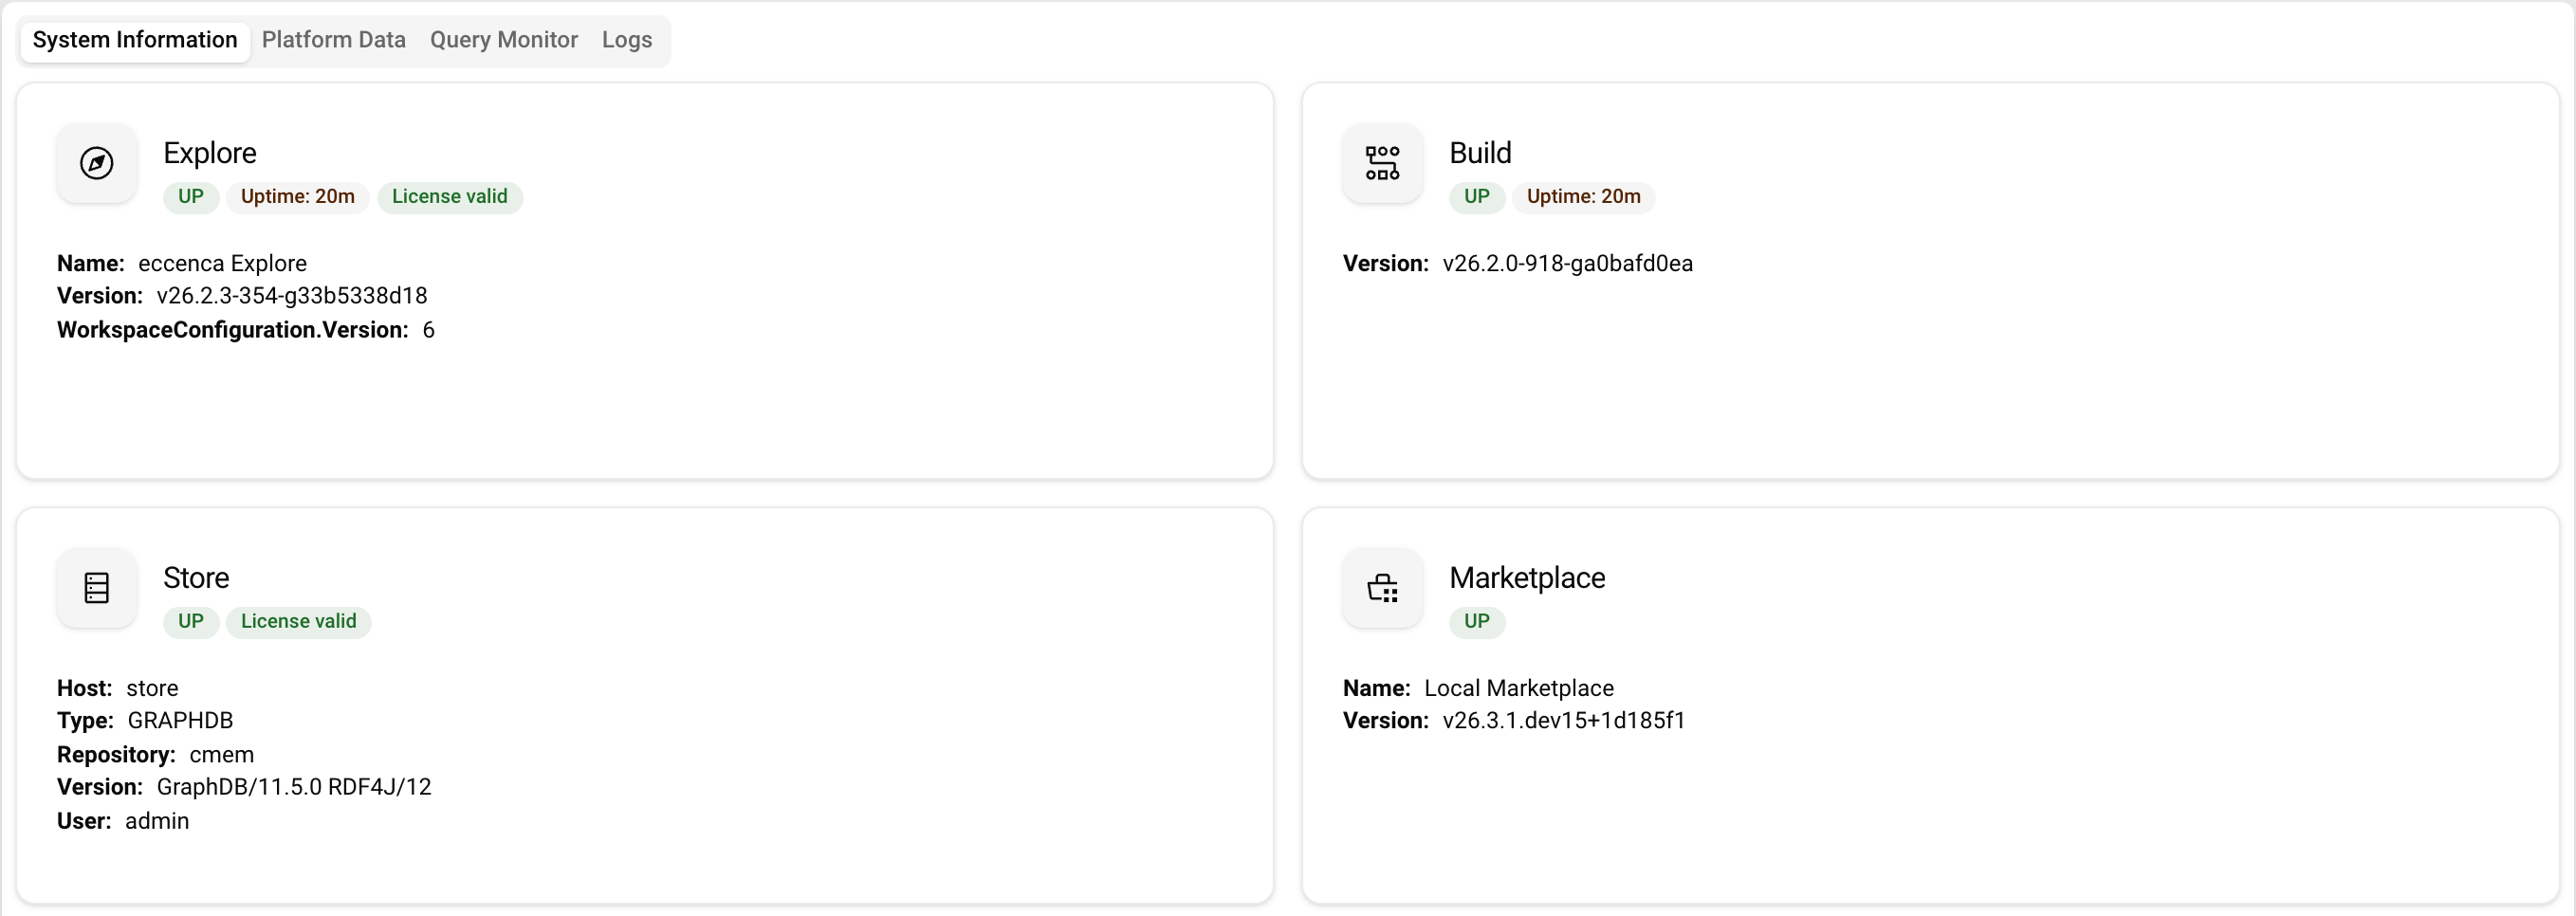 System Information Platform Data Query Monitor Logs
Explore
UP Uptime: 20m License valid
Name: eccenca Explore
Version: v26.2.3-354-g33b5338d18
WorkspaceConfiguration.Version: 6
Build
UP Uptime: 20m
Version: v26.2.0-918-ga0bafd0ea
Store
UP License valid
Host: store
Type: GRAPHDB
Repository: cmem
Version: GraphDB/11.5.0 RDF4J/12
User: admin
Marketplace
UP
Name: Local Marketplace
Version: v26.3.1.dev15+1d185f1